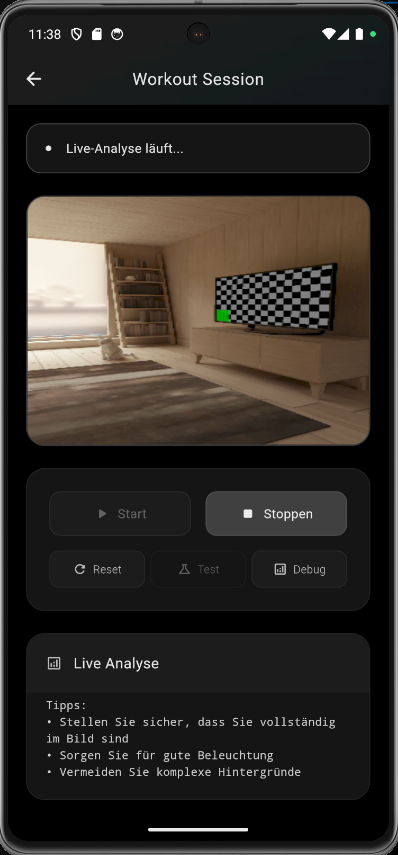 11:38
Workout Session
Live-Analyse läuft...
Start
Stoppen
Reset
Test
Debug
Live Analyse
Tipps:
• Stellen Sie sicher, dass Sie vollständig
im Bild sind
• Sorgen Sie für gute Beleuchtung
• Vermeiden Sie komplexe Hintergründe